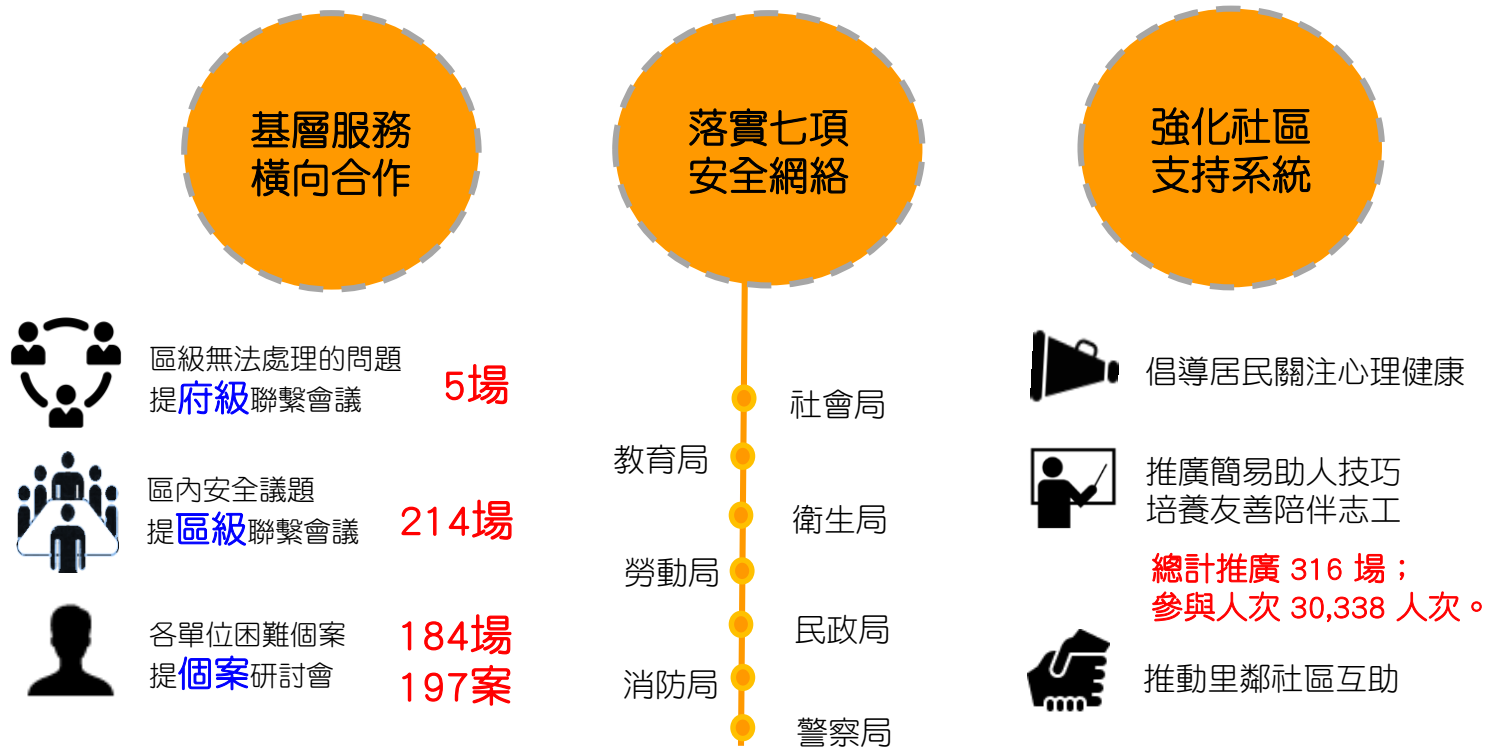 基層服務
橫向合作
區級無法處理的問題
提府級聯繫會議
5場
區內安全議題
提區級聯繫會議
214場
各單位困難個案
提個案研討會
184場
197案
落實七項
安全網絡
社會局
教育局
衛生局
勞動局
民政局
消防局
警察局
強化社區
支持系統
倡導居民關注心理健康
推廣簡易助人技巧
培養友善陪伴志工
總計推廣 316 場；
參與人次 30,338 人次。
推動里鄰社區互助